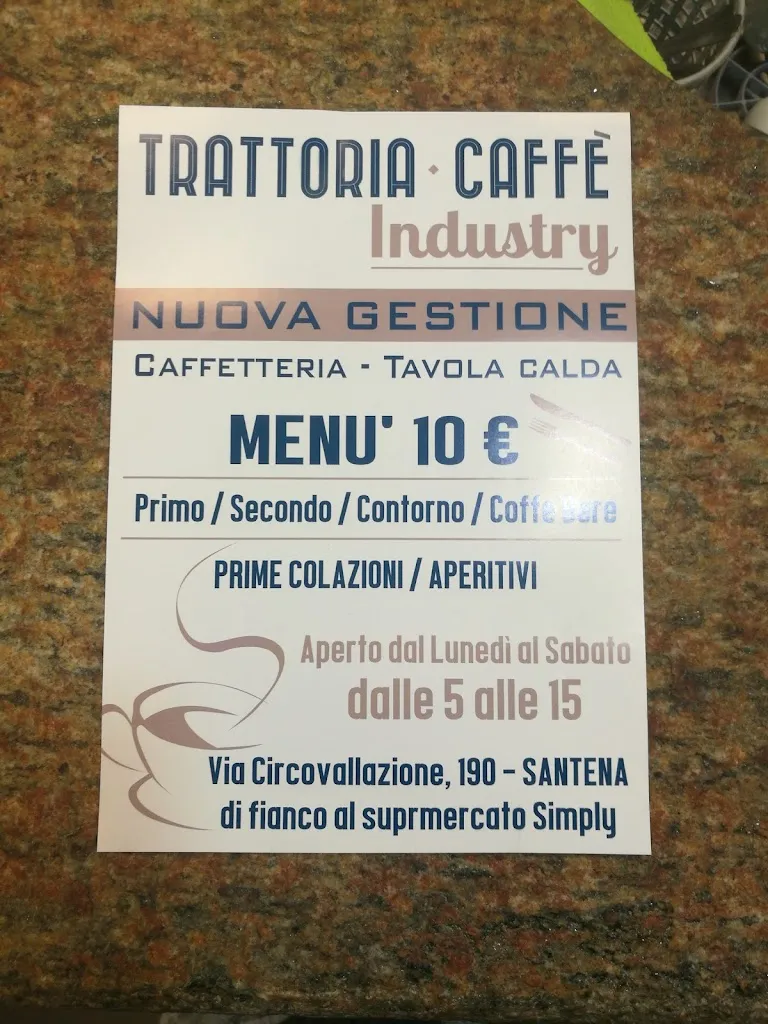 TRATTORIA · CAFFÈ
Industry
NUOVA GESTIONE
CAFFETTERIA - TAVOLA CALDA
MENU' 10 €
Primo / Secondo / Contorno / Coffe Bere
PRIME COLAZIONI / APERITIVI
Aperto dal Lunedì al Sabato
dalle 5 alle 15
Via Circovallazione, 190 - SANTENA
di fianco al suprmercato Simply